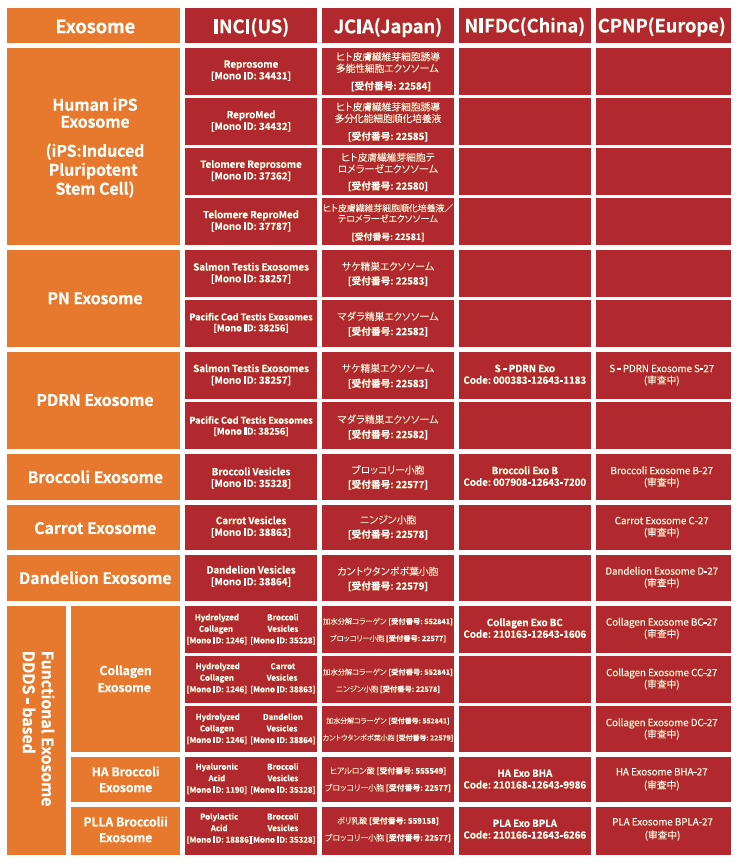 Exosome
INCI(US)
JCIA(Japan)
NIFDC(China)
CPNP(Europe)
Human iPS
Exosome
(iPS:Induced
Pluripotent
Stem Cell)
Reprosome
[Mono ID: 34431]
ヒト皮膚繊維芽細胞誘導
多能性細胞エクソソーム
[受付番号: 22584]
ReproMed
[Mono ID: 34432]
ヒト皮膚繊維芽細胞誘導
多分化能細胞順化培養液
[受付番号: 22585]
Telomere Reprosome
[Mono ID: 37362]
ヒト皮膚繊維芽細胞テ
ロメラーゼエクソソーム
[受付番号: 22580]
Telomere ReproMed
[Mono ID: 37787]
ヒト皮膚繊維芽細胞順化培養液／
テロメラーゼエクソソーム
[受付番号: 22581]
PN Exosome
Salmon Testis Exosomes
[Mono ID: 38257]
サケ精巣エクソソーム
[受付番号: 22583]
Pacific Cod Testis Exosomes
[Mono ID: 38256]
マダラ精巣エクソソーム
[受付番号: 22582]
PDRN Exosome
Salmon Testis Exosomes
[Mono ID: 38257]
サケ精巣エクソソーム
[受付番号: 22583]
S - PDRN Exo
Code: 000383-12643-1183
S - PDRN Exosome S-27
(审查中)
Pacific Cod Testis Exosomes
[Mono ID: 38256]
マダラ精巣エクソソーム
[受付番号: 22582]
Broccoli Exosome
Broccoli Vesicles
[Mono ID: 35328]
ブロッコリー小胞
[受付番号: 22577]
Broccoli Exo B
Code: 007908-12643-7200
Broccoli Exosome B-27
(审查中)
Carrot Exosome
Carrot Vesicles
[Mono ID: 38863]
ニンジン小胞
[受付番号: 22578]
Carrot Exosome C-27
(审查中)
Dandelion Exosome
Dandelion Vesicles
[Mono ID: 38864]
カントウタンポポ葉小胞
[受付番号: 22579]
Dandelion Exosome D-27
(审查中)
Functional Exosome
DDDS - based
Collagen
Exosome
Hydrolyzed
Collagen
[Mono ID: 1246]
Broccoli
Vesicles
[Mono ID: 35328]
加水分解コラーゲン [受付番号: 552841]
ブロッコリー小胞 [受付番号: 22577]
Collagen Exo BC
Code: 210163-12643-1606
Collagen Exosome BC-27
(审查中)
Hydrolyzed
Collagen
[Mono ID: 1246]
Carrot
Vesicles
[Mono ID: 38863]
加水分解コラーゲン [受付番号: 552841]
ニンジン小胞 [受付番号: 22578]
Collagen Exosome CC-27
(审查中)
Hydrolyzed
Collagen
[Mono ID: 1246]
Dandelion
Vesicles
[Mono ID: 38864]
加水分解コラーゲン [受付番号: 552841]
カントウタンポポ葉小胞 [受付番号: 22579]
Collagen Exosome DC-27
(审查中)
HA Broccoli
Exosome
Hyaluronic
Acid
[Mono ID: 1190]
Broccoli
Vesicles
[Mono ID: 35328]
ヒアルロン酸 [受付番号: 555549]
ブロッコリー小胞 [受付番号: 22577]
HA Exo BHA
Code: 210168-12643-9986
HA Exosome BHA-27
(审查中)
PLLA Broccolii
Exosome
Polylactic
Acid
[Mono ID: 18886]
Broccoli
Vesicles
[Mono ID: 35328]
ポリ乳酸 [受付番号: 559158]
ブロッコリー小胞 [受付番号: 22577]
PLA Exo BPLA
Code: 210166-12643-6266
PLA Exosome BPLA-27
(审查中)